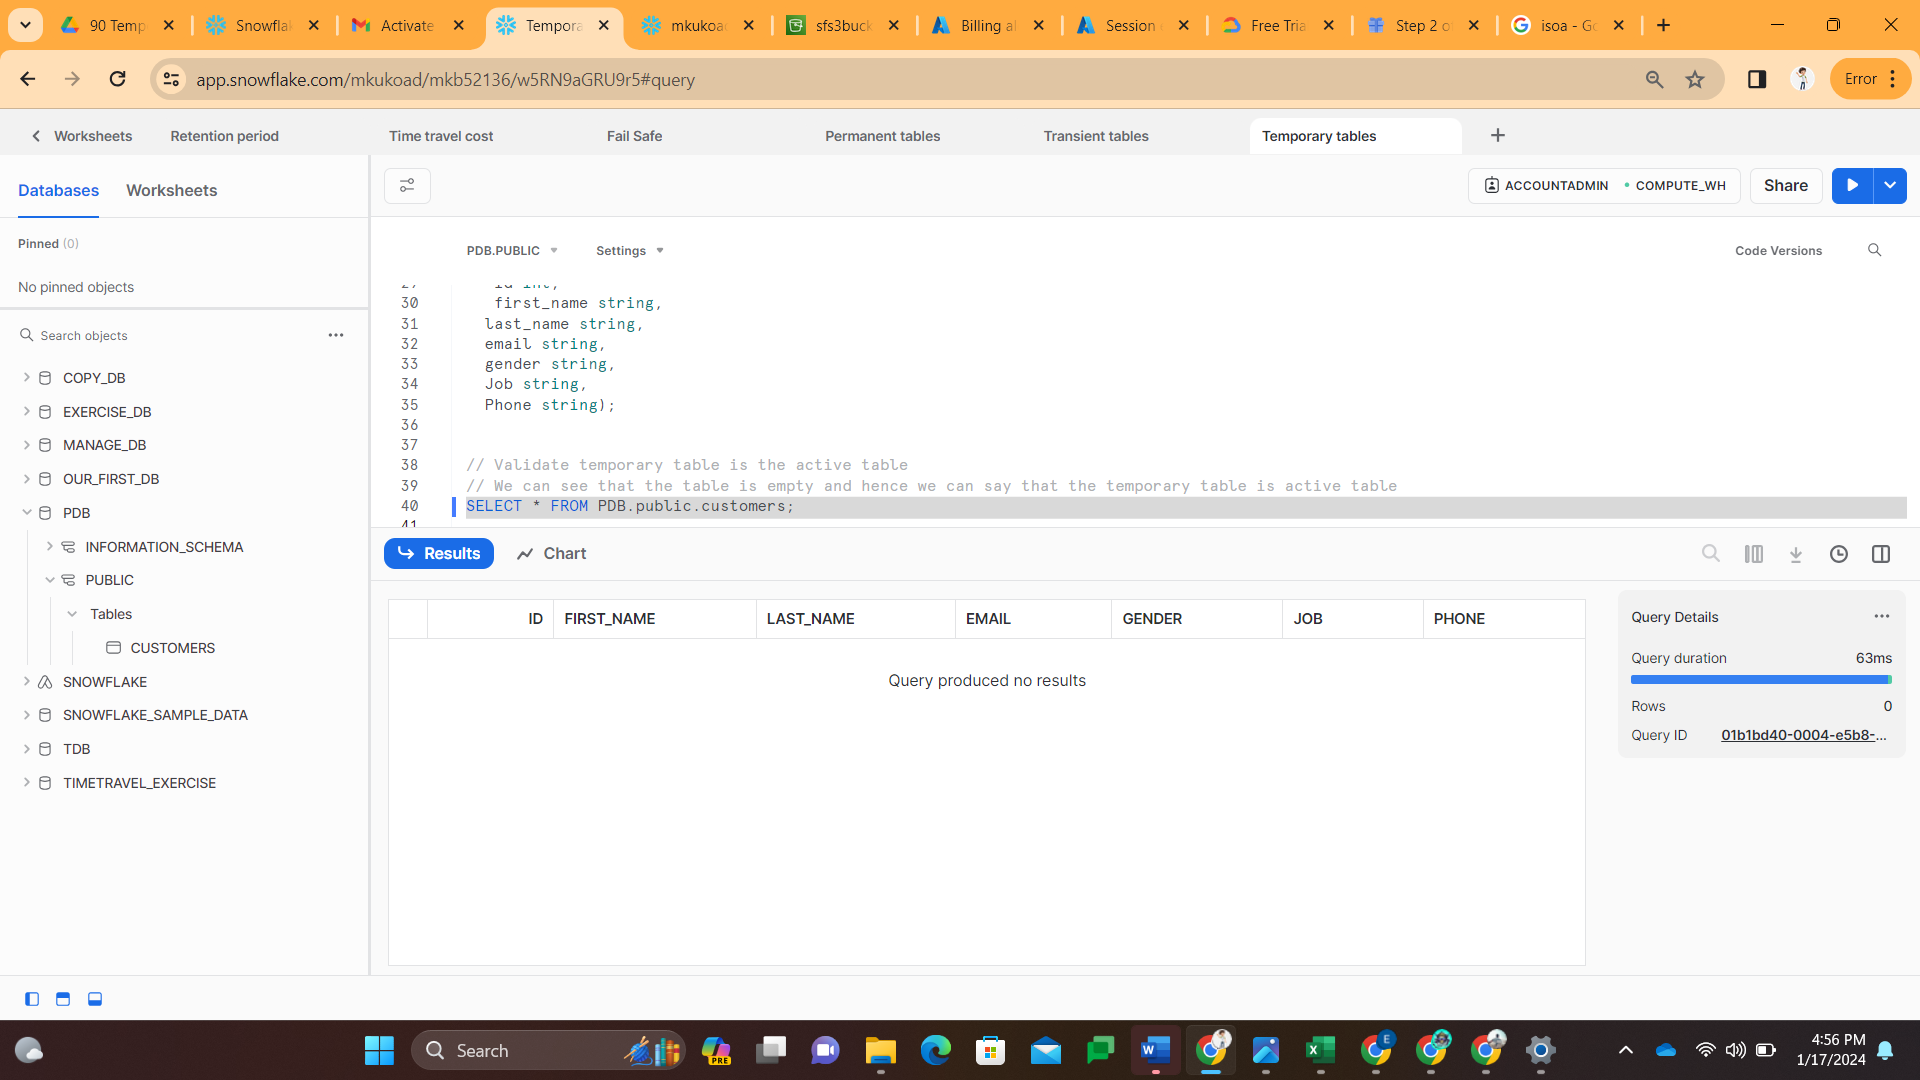 90 Temp
Snowflak
Activate
Tempora
mkukoad
sfs3buck
Billing al
Session
Free Tria
Step 2 o
isoa - Go
app.snowflake.com/mkukoad/mkb52136/w5RN9aGRU9r5#query
Error
Worksheets
Retention period
Time travel cost
Fail Safe
Permanent tables
Transient tables
Temporary tables
Databases
Worksheets
ACCOUNTADMIN
COMPUTE_WH
Share
Pinned (0)
No pinned objects
PDB.PUBLIC
Settings
Code Versions
Search objects
COPY_DB
EXERCISE_DB
MANAGE_DB
OUR_FIRST_DB
PDB
INFORMATION_SCHEMA
PUBLIC
Tables
CUSTOMERS
SNOWFLAKE
SNOWFLAKE_SAMPLE_DATA
TDB
TIMETRAVEL_EXERCISE
29 id int,
30 first_name string,
31 last_name string,
32 email string,
33 gender string,
34 Job string,
35 Phone string);
36
37
38 // Validate temporary table is the active table
39 // We can see that the table is empty and hence we can say that the temporary table is active table
40 SELECT * FROM PDB.public.customers;
41
Results
Chart
ID FIRST_NAME LAST_NAME EMAIL GENDER JOB PHONE
Query produced no results
Query Details
Query duration 63ms
Rows 0
Query ID 01b1bd40-0004-e5b8-...
Search
PRE
W
X
E
4:56 PM
1/17/2024